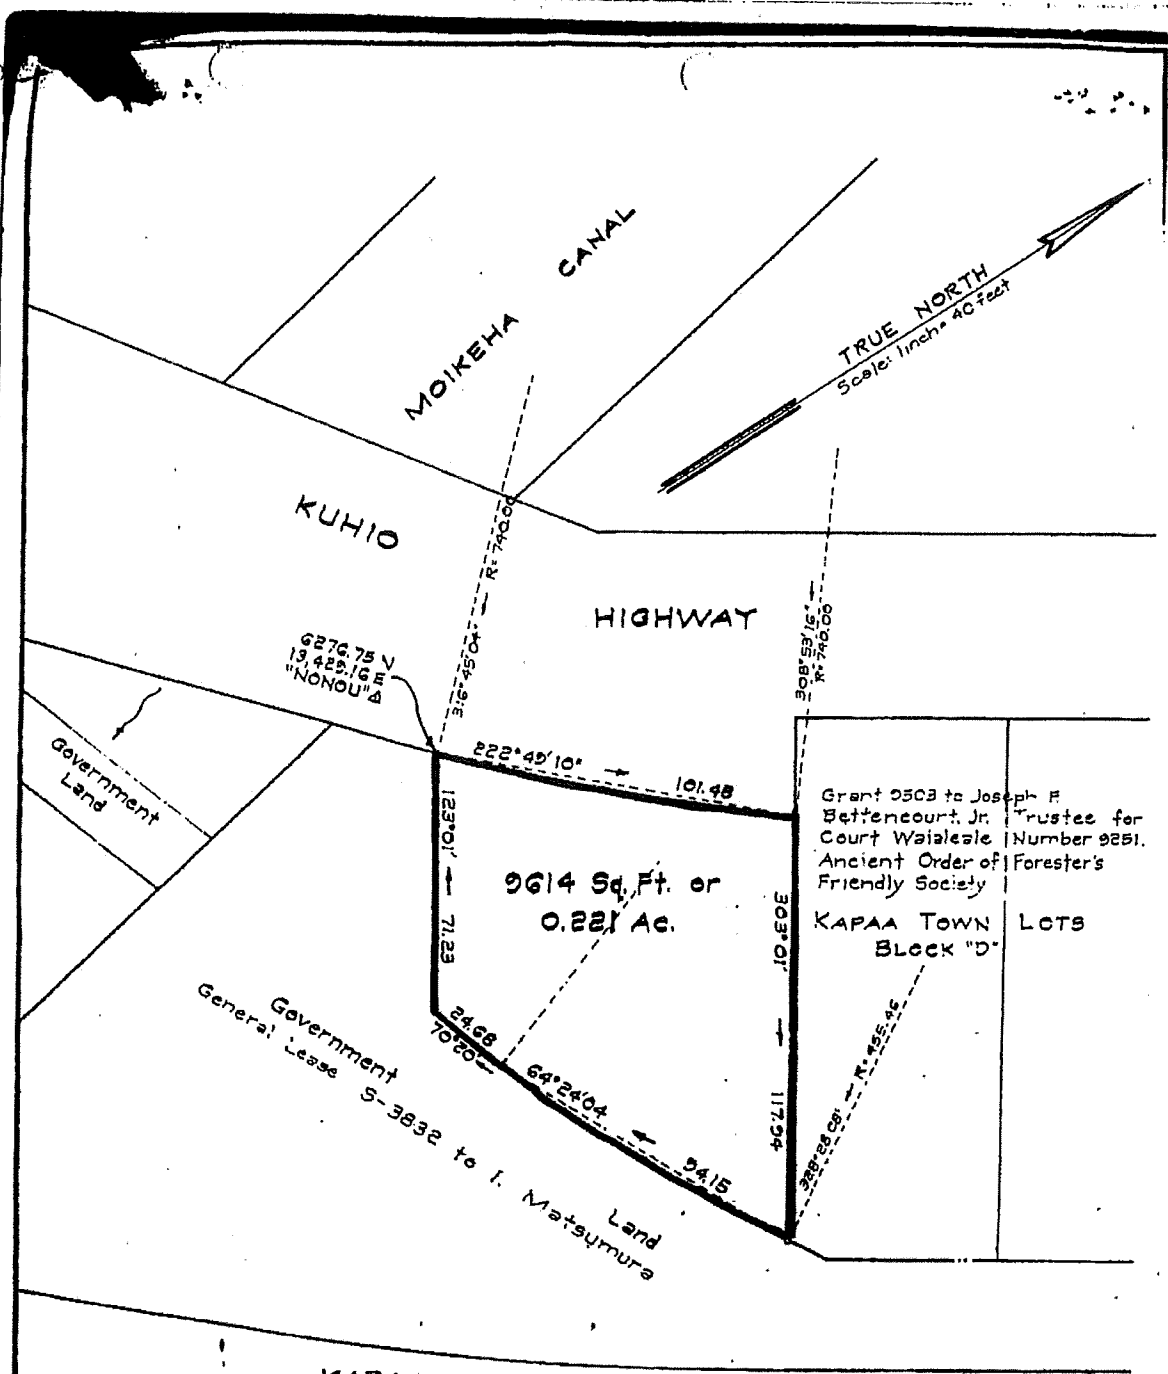 MOIKEHA CANAL
TRUE NORTH
Scale: 1 inch = 40 feet
KUHIO
HIGHWAY
R=740.00
316°45'04"
308°53'16"
R=740.00
6276.75 N
13,429.16 E
"NONOU"
222°49'10"
101.48
Government
Land
123°01'
71.23
9614 Sq. Ft. or
0.221 Ac.
303°01'
117.94
Grant 9503 to Joseph F.
Bettencourt, Jr. Trustee for
Court Waialeale Number 9251.
Ancient Order of Forester's
Friendly Society
KAPAA TOWN LOTS
BLOCK "D"
R=455.46
328°28'08"
24.68
70°20'
64°24'04
94.15
Government Land
General Lease S-3832 to I. Matsumura